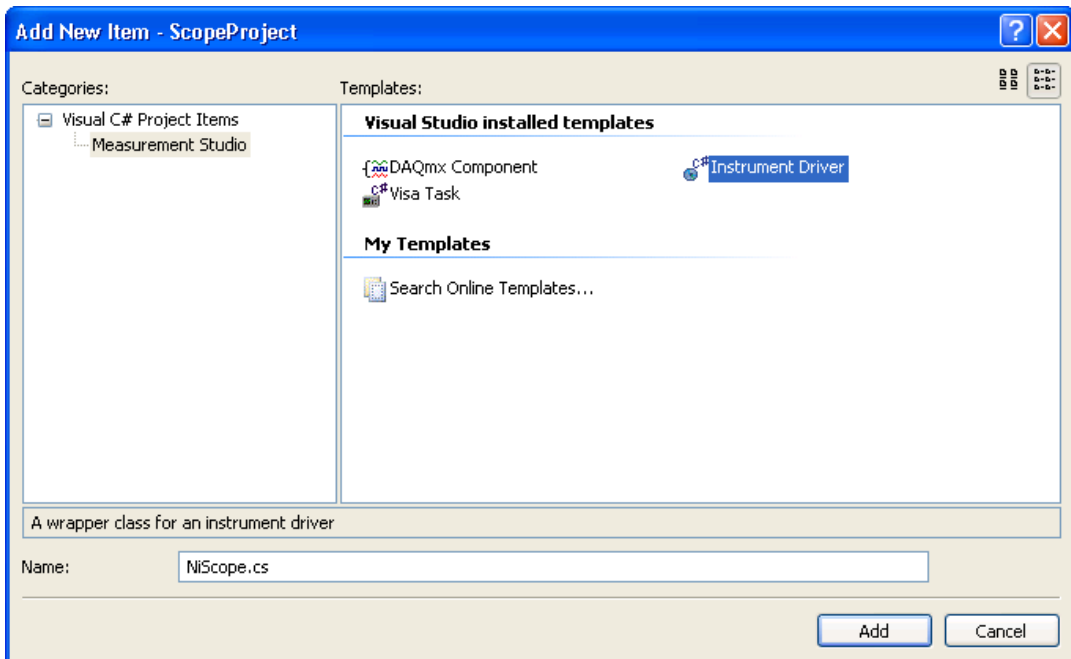 Add New Item - ScopeProject
Categories:
Templates:
Visual C# Project Items
Measurement Studio
Visual Studio installed templates
DAQmx Component
Instrument Driver
Visa Task
My Templates
Search Online Templates...
A wrapper class for an instrument driver
Name:
NiScope.cs
Add
Cancel